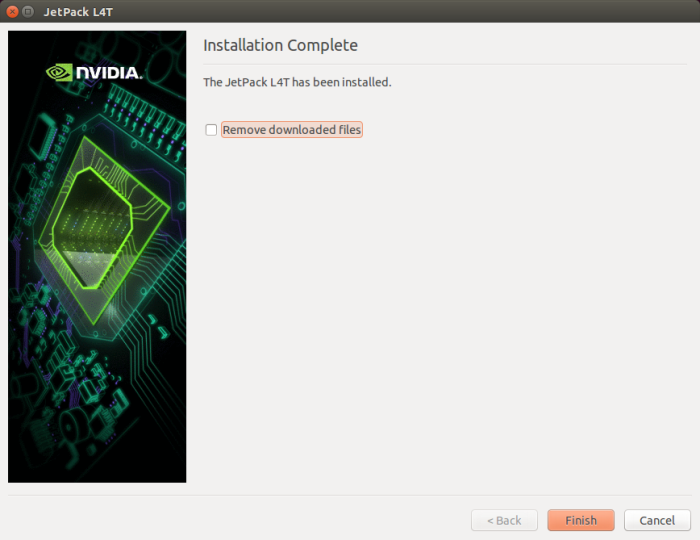 JetPack L4T
NVIDIA.
Installation Complete
The JetPack L4T has been installed.
Remove downloaded files
< Back
Finish
Cancel